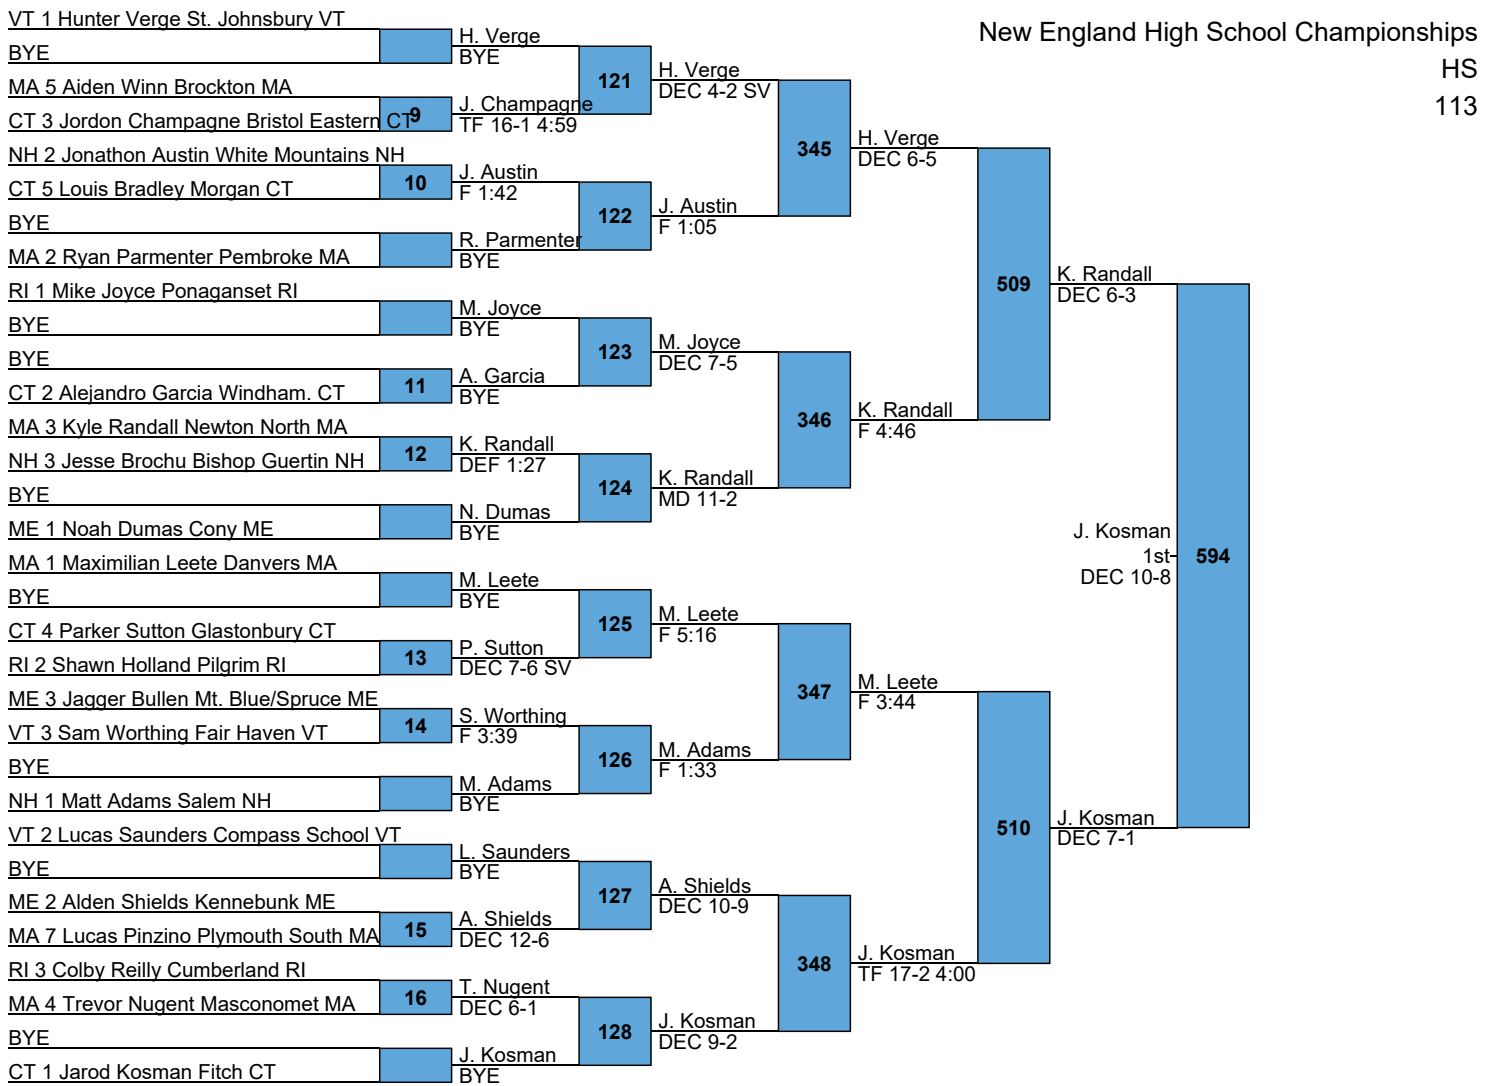 New England High School Championships
HS
113
VT 1 Hunter Verge St. Johnsbury VT
BYE
MA 5 Aiden Winn Brockton MA
CT 3 Jordon Champagne Bristol Eastern CT
NH 2 Jonathon Austin White Mountains NH
CT 5 Louis Bradley Morgan CT
BYE
MA 2 Ryan Parmenter Pembroke MA
RI 1 Mike Joyce Ponaganset RI
BYE
BYE
CT 2 Alejandro Garcia Windham. CT
MA 3 Kyle Randall Newton North MA
NH 3 Jesse Brochu Bishop Guertin NH
BYE
ME 1 Noah Dumas Cony ME
MA 1 Maximilian Leete Danvers MA
BYE
CT 4 Parker Sutton Glastonbury CT
RI 2 Shawn Holland Pilgrim RI
ME 3 Jagger Bullen Mt. Blue/Spruce ME
VT 3 Sam Worthing Fair Haven VT
BYE
NH 1 Matt Adams Salem NH
VT 2 Lucas Saunders Compass School VT
BYE
ME 2 Alden Shields Kennebunk ME
MA 7 Lucas Pinzino Plymouth South MA
RI 3 Colby Reilly Cumberland RI
MA 4 Trevor Nugent Masconomet MA
BYE
CT 1 Jarod Kosman Fitch CT
9
10
11
12
13
14
15
16
H. Verge
BYE
J. Champagne
TF 16-1 4:59
J. Austin
F 1:42
R. Parmenter
BYE
M. Joyce
BYE
A. Garcia
BYE
K. Randall
DEF 1:27
N. Dumas
BYE
M. Leete
BYE
P. Sutton
DEC 7-6 SV
S. Worthing
F 3:39
M. Adams
BYE
L. Saunders
BYE
A. Shields
DEC 12-6
T. Nugent
DEC 6-1
J. Kosman
BYE
121
122
123
124
125
126
127
128
H. Verge
DEC 4-2 SV
J. Austin
F 1:05
M. Joyce
DEC 7-5
K. Randall
MD 11-2
M. Leete
F 5:16
M. Adams
F 1:33
A. Shields
DEC 10-9
J. Kosman
DEC 9-2
345
346
347
348
H. Verge
DEC 6-5
K. Randall
F 4:46
M. Leete
F 3:44
J. Kosman
TF 17-2 4:00
509
510
K. Randall
DEC 6-3
J. Kosman
DEC 7-1
J. Kosman
1st
DEC 10-8
594